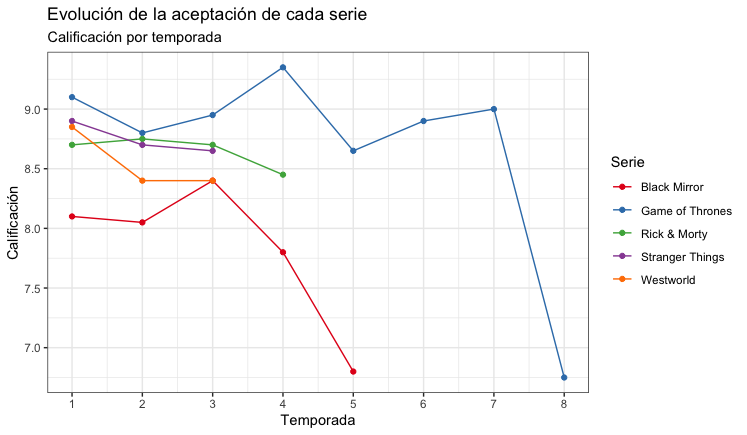 Evolución de la aceptación de cada serie
Calificación por temporada
9.0
8.5
8.0
7.5
7.0
Calificación
1 2 3 4 5 6 7 8
Temporada
Serie
Black Mirror
Game of Thrones
Rick & Morty
Stranger Things
Westworld